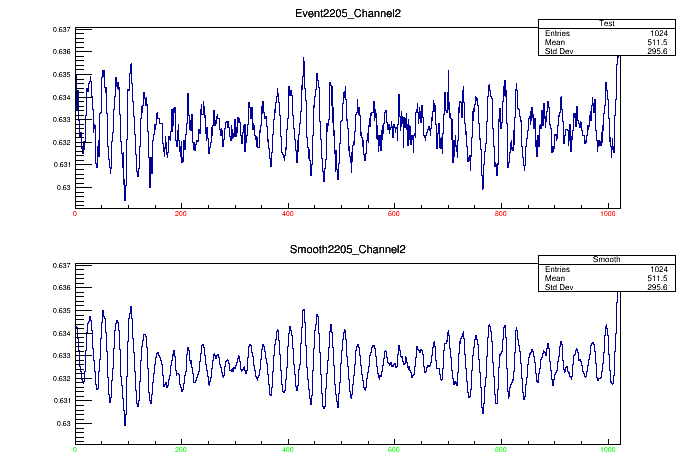 Event2205_Channel2
Test
Entries 1024
Mean 511.5
Std Dev 295.6
0.637
0.636
0.635
0.634
0.633
0.632
0.631
0.63
0 200 400 600 800 1000
Smooth2205_Channel2
Smooth
Entries 1024
Mean 511.5
Std Dev 295.6
0.637
0.636
0.635
0.634
0.633
0.632
0.631
0.63
0 200 400 600 800 1000